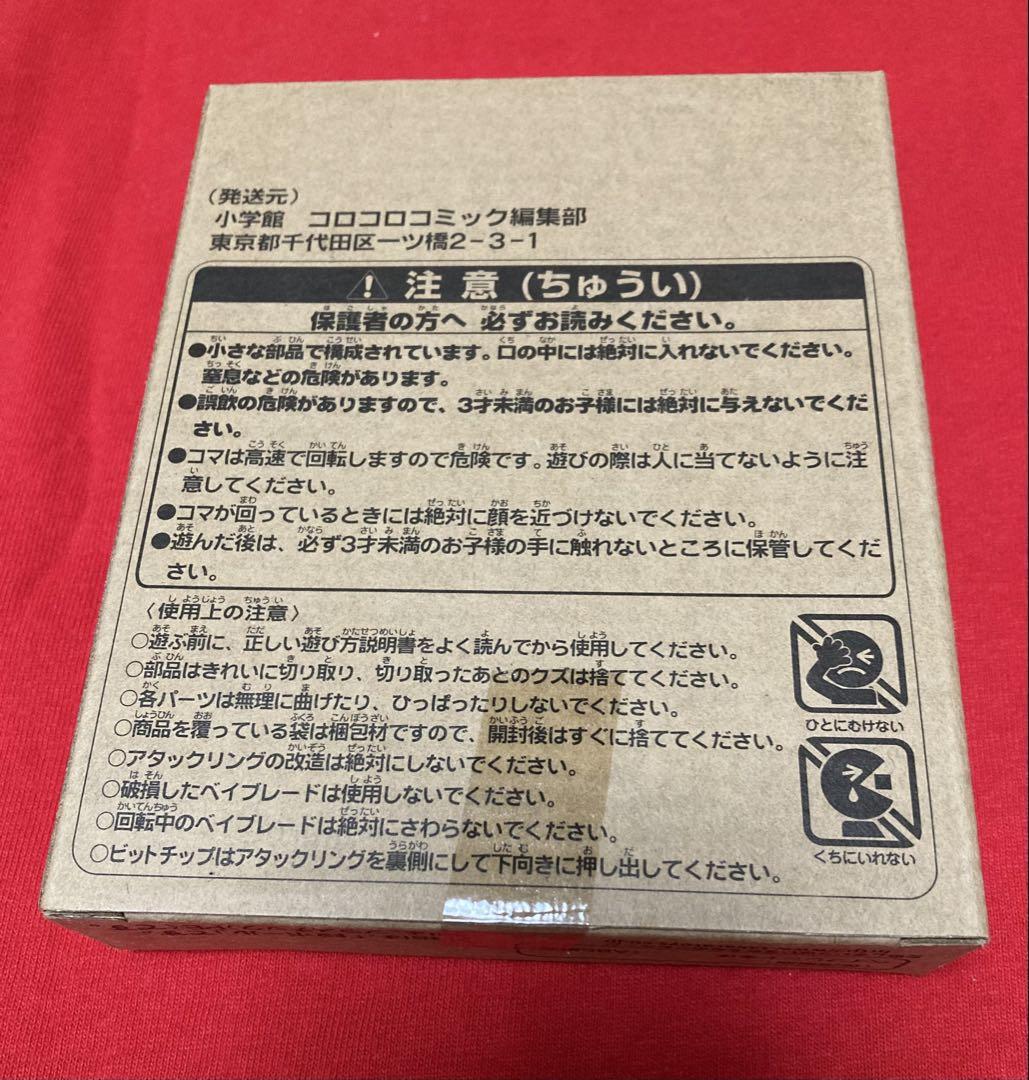 (発送元)
小学館 コロコロコミック編集部
東京都千代田区一ツ橋2-3-1
注意(ちゅうい)
保護者の方へ 必ずお読みください。
●小さな部品で構成されています。口の中には絶対に入れないでください。
窒息などの危険があります。
●誤飲の危険がありますので、3才未満のお子様には絶対に与えないでくだ
さい。
●コマは高速で回転しますので危険です。遊びの際は人に当てないように注
意してください。
●コマが回っているときには絶対に顔を近づけないでください。
●遊んだ後は、必ず3才未満のお子様の手に触れないところに保管してくだ
さい。
〈使用上の注意〉
○遊ぶ前に、正しい遊び方説明書をよく読んでから使用してください。
○部品はきれいに切り取り、切り取ったあとのクズは捨ててください。
○各パーツは無理に曲げたり、ひっぱったりしないでください。
○商品を覆っている袋は梱包材ですので、開封後はすぐに捨ててください。
○アタックリングの改造は絶対にしないでください。
○破損したベイブレードは使用しないでください。
○回転中のベイブレードは絶対にさわらないでください。
○ビットチップはアタックリングを裏側にして下向きに押し出してください。
ひとにむけない
くちにいれない